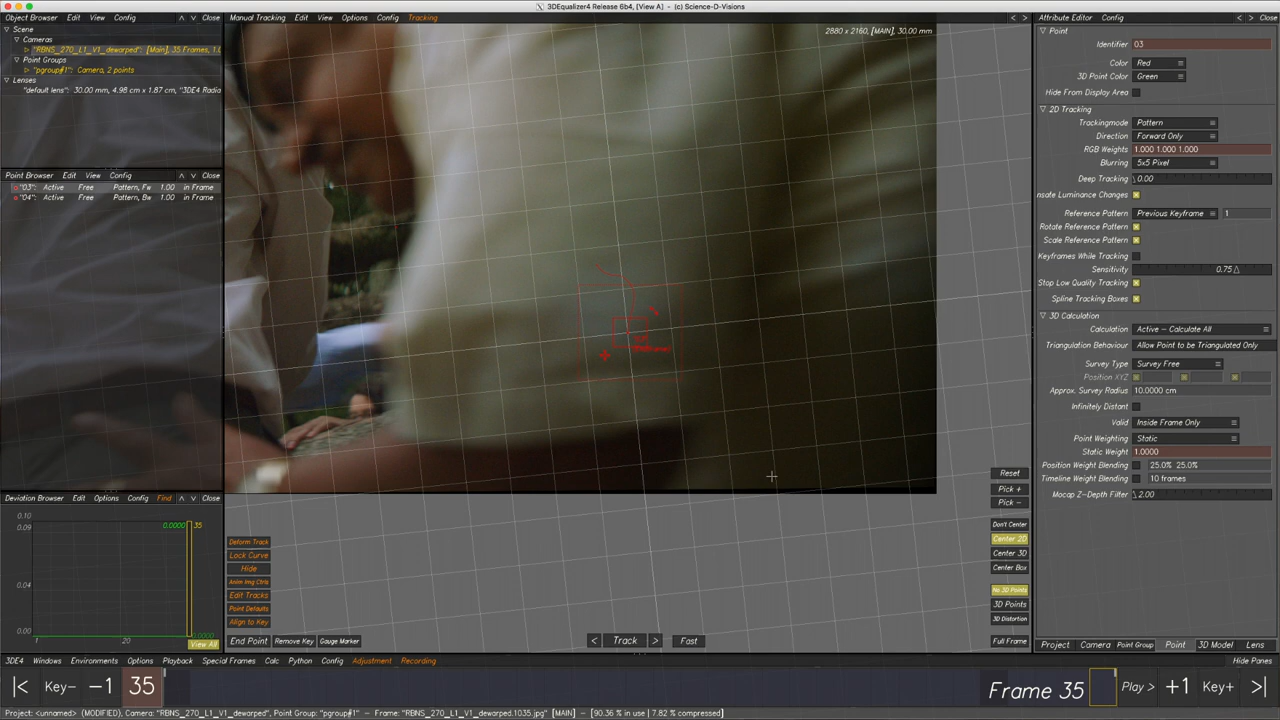 3DEqualizer4 Release 6b4, [View A] - (c) Science-D-Visions
Object Browser Edit View Config Close
Scene
Cameras
"RBNS_270_L1_V1_dewarped": [Main], 35 Frames, 1.0
Point Groups
"pgroup#1": Camera, 2 points
Lenses
"default lens": 30.00 mm, 4.98 cm x 1.87 cm, "3DE4 Radia
Point Browser Edit View Config Close
"03": Active Free Pattern, Fw 1.00 in Frame
"04": Active Free Pattern, Bw 1.00 in Frame
Deviation Browser Edit Options Config Find Close
0.10
0.09
0.04
0.00
0.0000 35
0.0000
1 20
View All
Manual Tracking Edit View Options Config Tracking < >
2880 x 2160, [MAIN], 30.00 mm
Deform Track
Lock Curve
Hide
Anim Img Ctrls
Edit Tracks
Point Defaults
Align to Key
End Point Remove Key Gauge Marker
< Track > Fast
Reset
Pick +
Pick -
Don't Center
Center 2D
Center 3D
Center Box
No 3D Points
3D Points
3D Distortion
Full Frame
Attribute Editor Config < > Close
Point
Identifier 03
Color Red
3D Point Color Green
Hide From Display Area
2D Tracking
Trackingmode Pattern
Direction Forward Only
RGB Weights 1.000 1.000 1.000
Blurring 5x5 Pixel
Deep Tracking 0.00
nsate Luminance Changes
Reference Pattern Previous Keyframe 1
Rotate Reference Pattern
Scale Reference Pattern
Keyframes While Tracking
Sensitivity 0.75
Stop Low Quality Tracking
Spline Tracking Boxes
3D Calculation
Calculation Active - Calculate All
Triangulation Behaviour Allow Point to be Triangulated Only
Survey Type Survey Free
Position XYZ
Approx. Survey Radius 10.0000 cm
Infinitely Distant
Valid Inside Frame Only
Point Weighting Static
Static Weight 1.0000
Position Weight Blending 25.0% 25.0%
Timeline Weight Blending 10 frames
Mocap Z-Depth Filter 2.00
Project Camera Point Group Point 3D Model Lens
3DE4 Windows Environments Options Playback Special Frames Calc Python Config Adjustment Recording Hide Panes
|< Key- -1 35 Frame 35 Play > +1 Key+ >|
Project: <unnamed> (MODIFIED), Camera: "RBNS_270_L1_V1_dewarped", Point Group: "pgroup#1" - Frame: "RBNS_270_L1_V1_dewarped.1035.jpg" [MAIN] - [90.36 % in use | 7.82 % compressed]